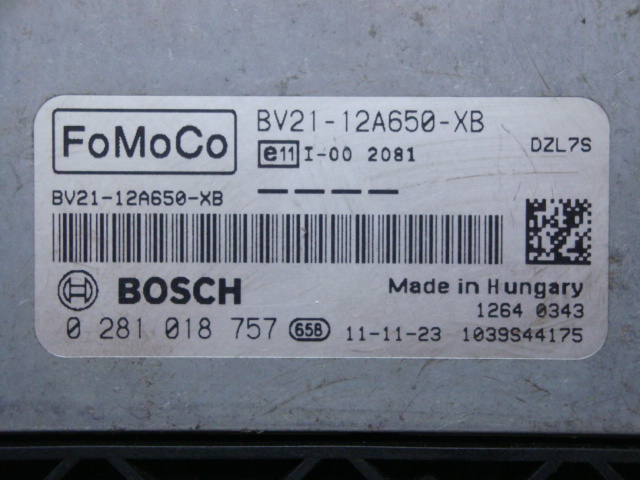 FoMoCo
BV21-12A650-XB
e11 I-00 2081
DZL7S
— — — —
BV21-12A650-XB
BOSCH
Made in Hungary
1264 0343
0 281 018 757 658 11-11-23 1039S44175